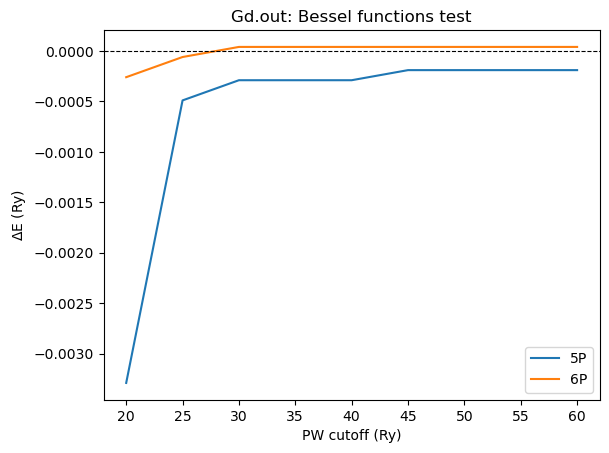 Gd.out: Bessel functions test
0.0000
−0.0005
−0.0010
−0.0015
−0.0020
−0.0025
−0.0030
ΔE (Ry)
5P
6P
20 25 30 35 40 45 50 55 60
PW cutoff (Ry)